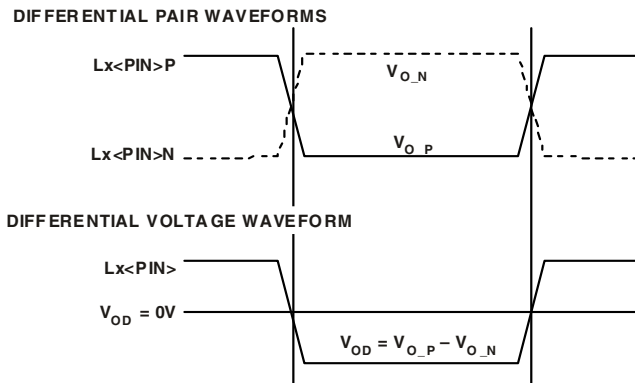 DIFFERENTIAL PAIR WAVEFORMS
Lx<PIN>P
V_O_N
Lx<PIN>N
V_O_P
DIFFERENTIAL VOLTAGE WAVEFORM
Lx<PIN>
V_OD = 0V
V_OD = V_O_P – V_O_N